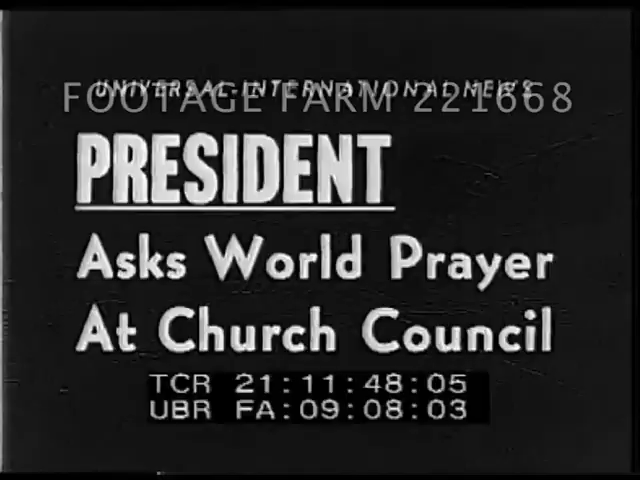 UNIVERSAL-INTERNATIONAL NEWS
FOOTAGE FARM 221668
PRESIDENT
Asks World Prayer
At Church Council
TCR 21:11:48:05
UBR FA:09:08:03